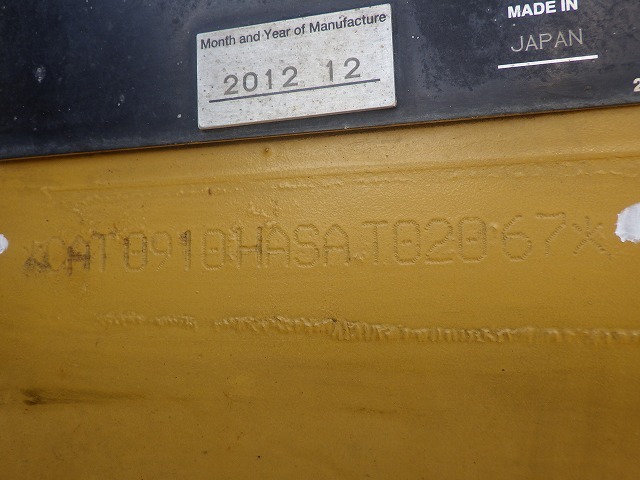 Month and Year of Manufacture
2012 12
MADE IN
JAPAN
*CAT0910HASAT02067*